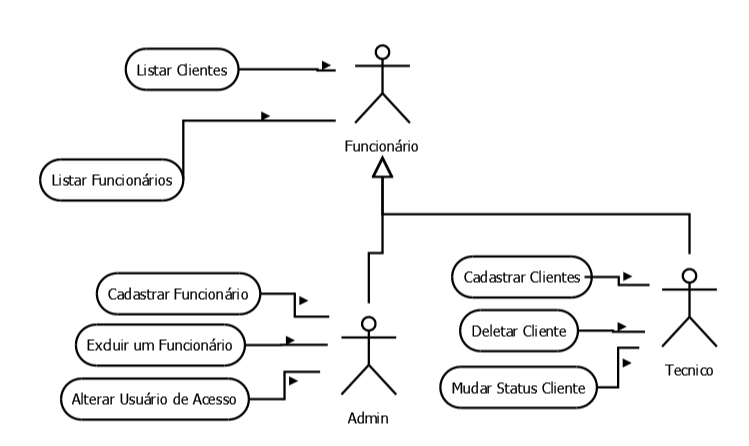 Listar Clientes
Funcionário
Listar Funcionários
Cadastrar Funcionário
Cadastrar Clientes
Excluir um Funcionário
Deletar Cliente
Tecnico
Alterar Usuário de Acesso
Mudar Status Cliente
Admin